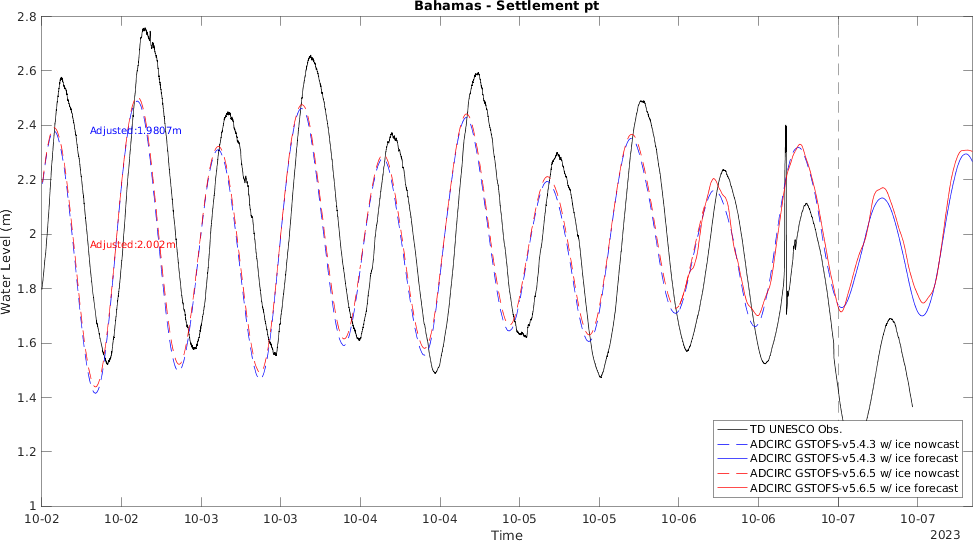 Bahamas - Settlement pt
2.8
2.6
2.4
2.2
2
1.8
1.6
1.4
1.2
1
Water Level (m)
Adjusted:1.9807m
Adjusted:2.002m
TD UNESCO Obs.
ADCIRC GSTOFS-v5.4.3 w/ ice nowcast
ADCIRC GSTOFS-v5.4.3 w/ ice forecast
ADCIRC GSTOFS-v5.6.5 w/ ice nowcast
ADCIRC GSTOFS-v5.6.5 w/ ice forecast
10-02 10-02 10-03 10-03 10-04 10-04 10-05 10-05 10-06 10-06 10-07 10-07
Time
2023